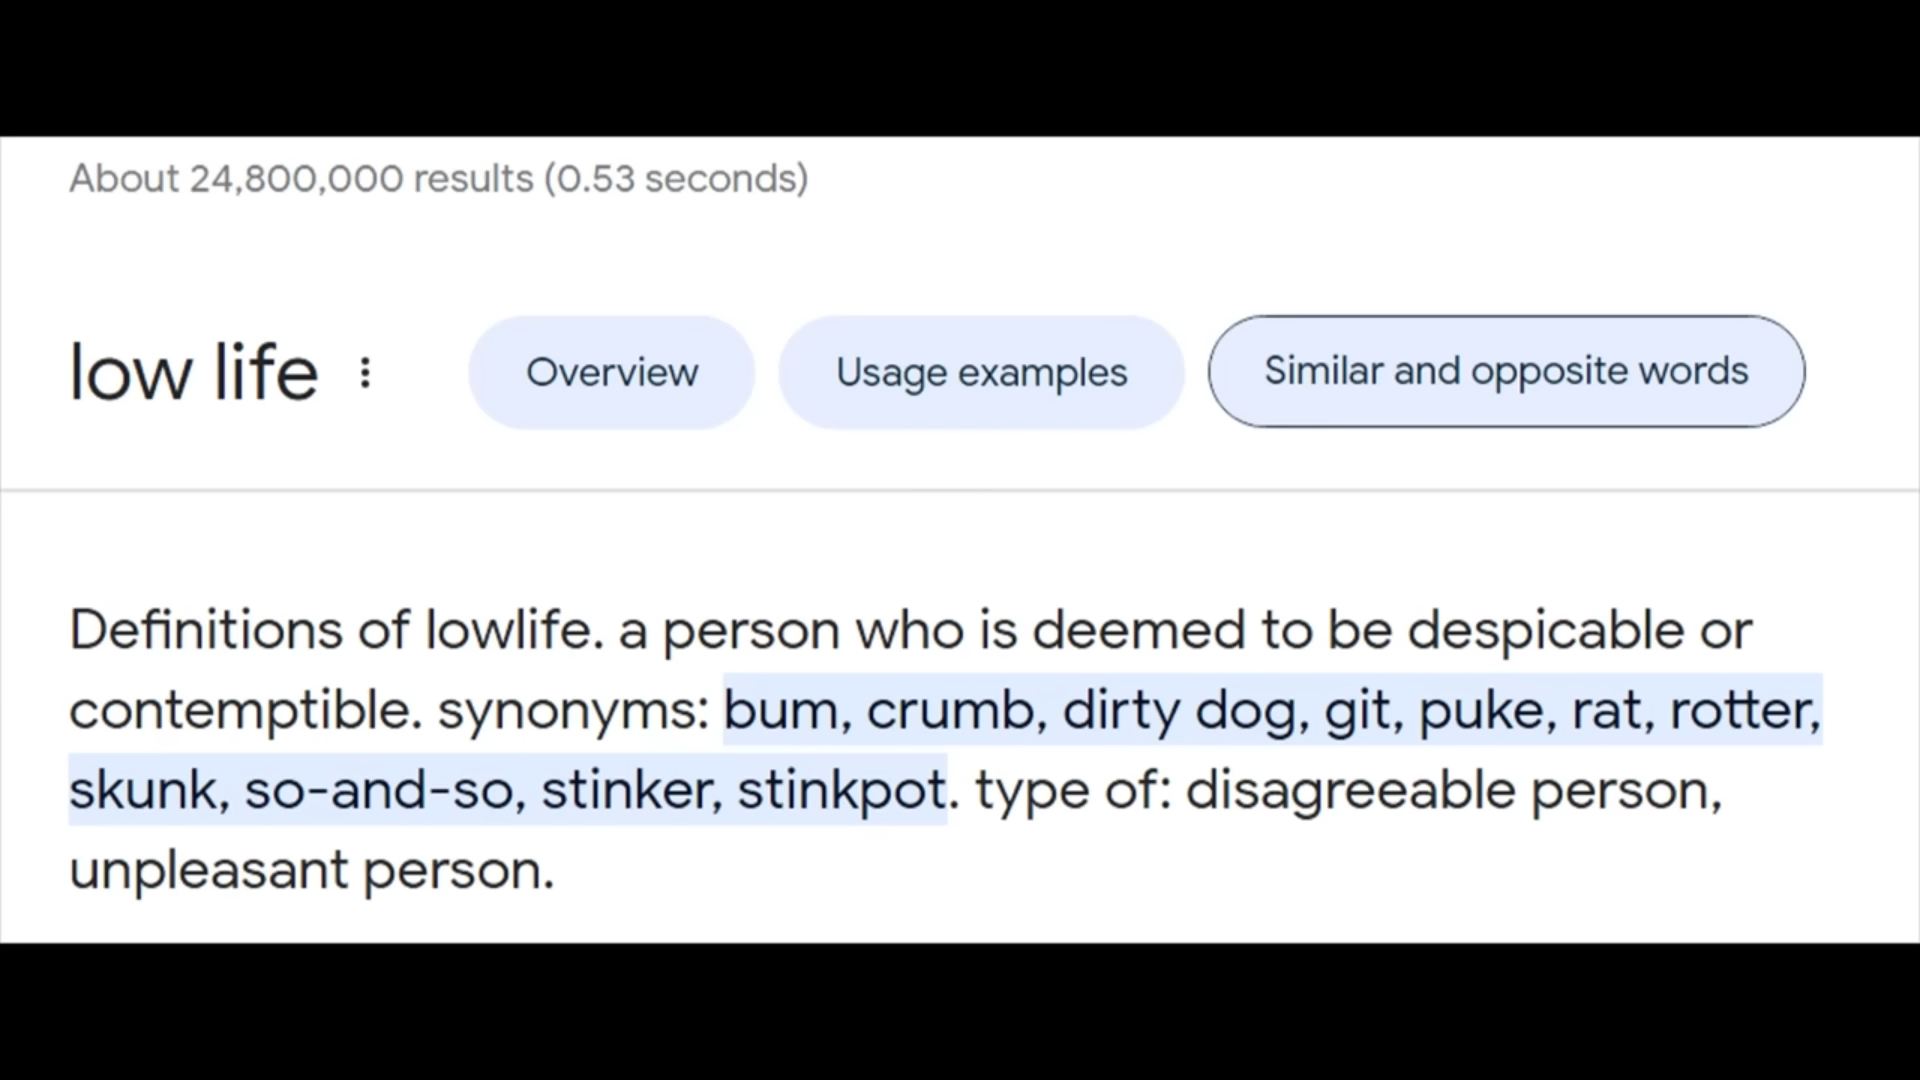 About 24,800,000 results (0.53 seconds)
low life
Overview
Usage examples
Similar and opposite words
Definitions of lowlife. a person who is deemed to be despicable or
contemptible. synonyms: bum, crumb, dirty dog, git, puke, rat, rotter,
skunk, so-and-so, stinker, stinkpot. type of: disagreeable person,
unpleasant person.